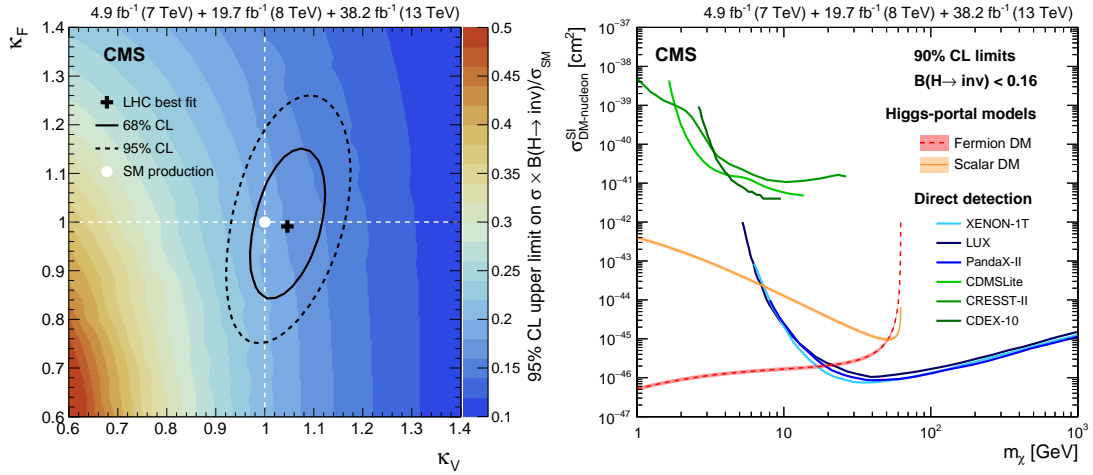 4.9 fb⁻¹ (7 TeV) + 19.7 fb⁻¹ (8 TeV) + 38.2 fb⁻¹ (13 TeV)
κ_F
1.4
1.3
1.2
1.1
1
0.9
0.8
0.7
0.6
CMS
LHC best fit
68% CL
95% CL
SM production
0.6 0.7 0.8 0.9 1 1.1 1.2 1.3 1.4
κ_V
0.5
0.45
0.4
0.35
0.3
0.25
0.2
0.15
0.1
95% CL upper limit on σ × B(H→ inv)/σ_SM
4.9 fb⁻¹ (7 TeV) + 19.7 fb⁻¹ (8 TeV) + 38.2 fb⁻¹ (13 TeV)
σ^SI_DM-nucleon [cm²]
10⁻³⁷
10⁻³⁸
10⁻³⁹
10⁻⁴⁰
10⁻⁴¹
10⁻⁴²
10⁻⁴³
10⁻⁴⁴
10⁻⁴⁵
10⁻⁴⁶
10⁻⁴⁷
CMS
90% CL limits
B(H→ inv) < 0.16
Higgs-portal models
Fermion DM
Scalar DM
Direct detection
XENON-1T
LUX
PandaX-II
CDMSLite
CRESST-II
CDEX-10
1 10 10² 10³
m_χ [GeV]